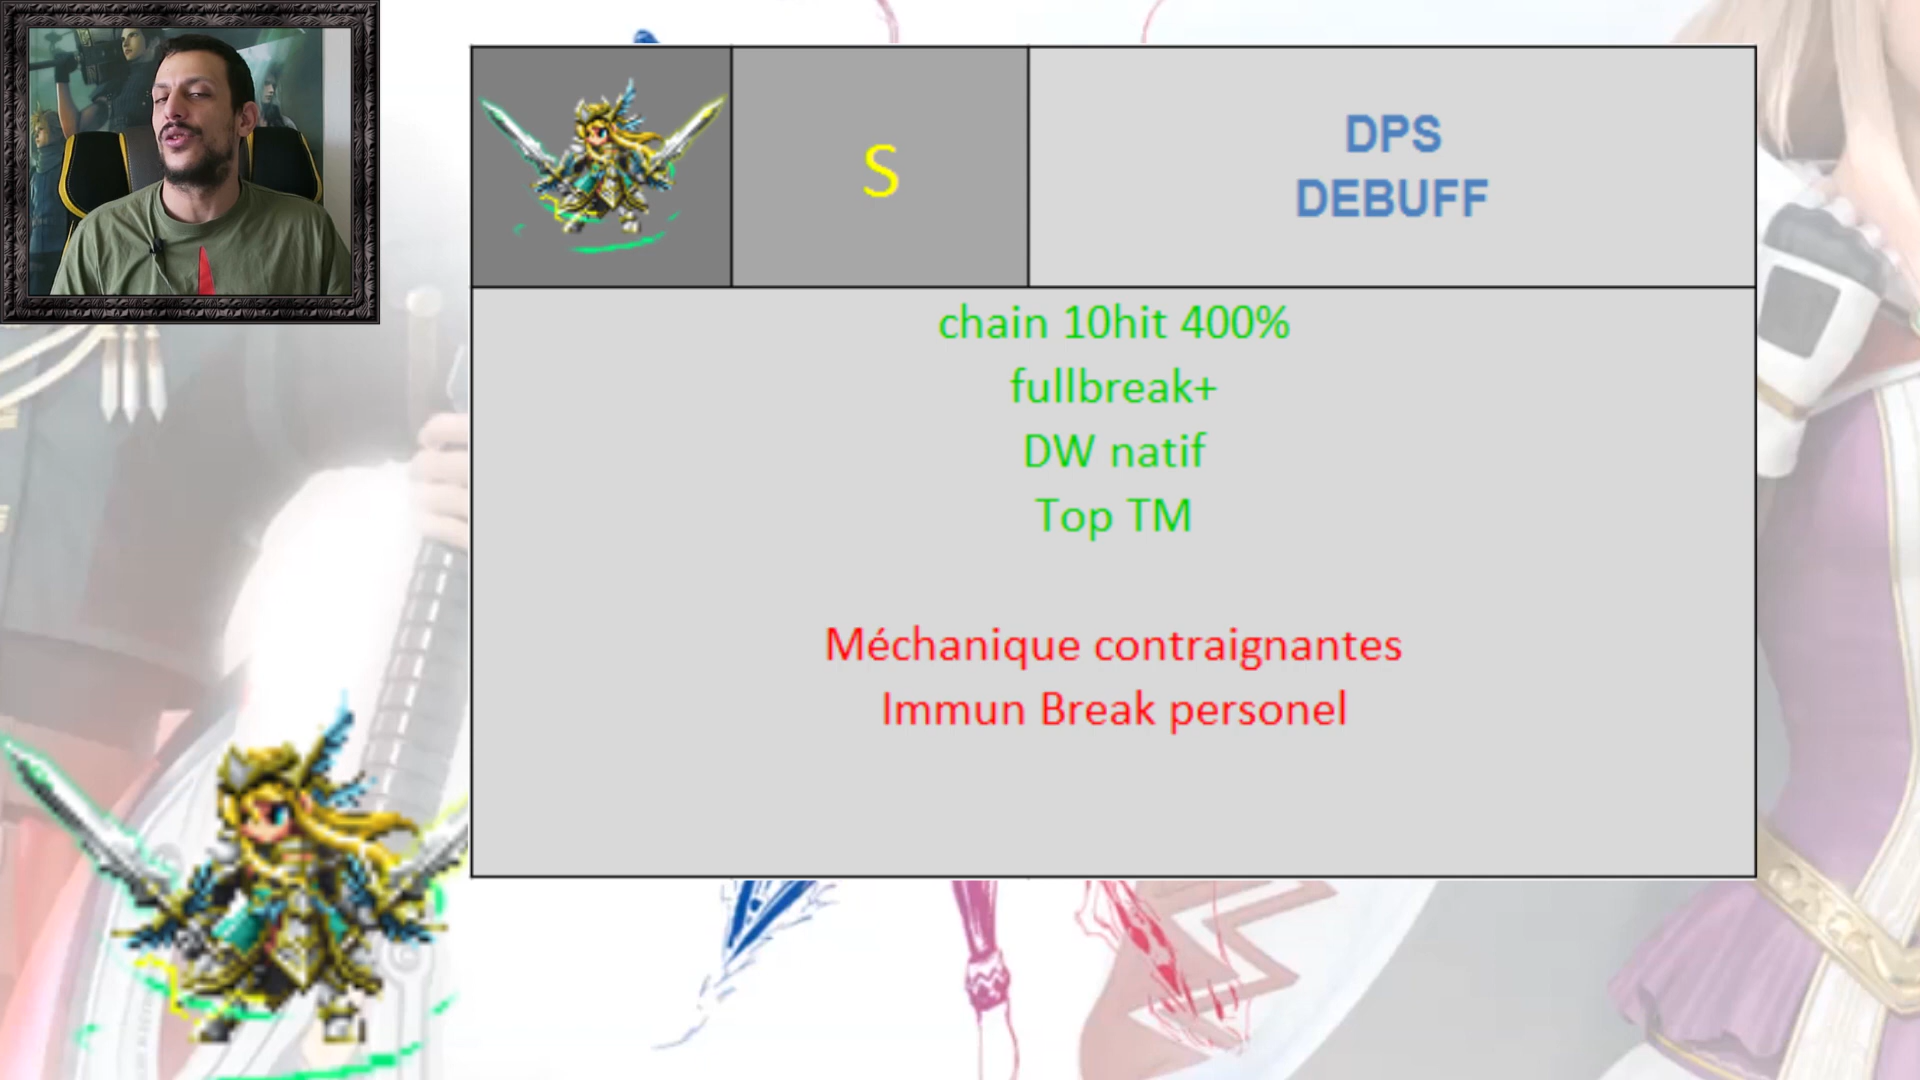 S
DPS
DEBUFF
chain 10hit 400%
fullbreak+
DW natif
Top TM
Méchanique contraignantes
Immun Break personel